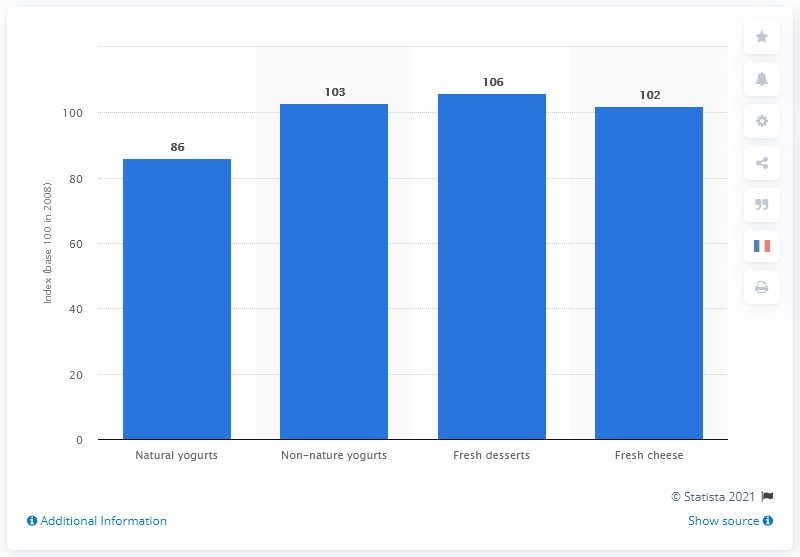 Index (base 100 in 2008)
100
80
60
40
20
0
86
103
106
102
Natural yogurts
Non-nature yogurts
Fresh desserts
Fresh cheese
© Statista 2021
Additional Information
Show source